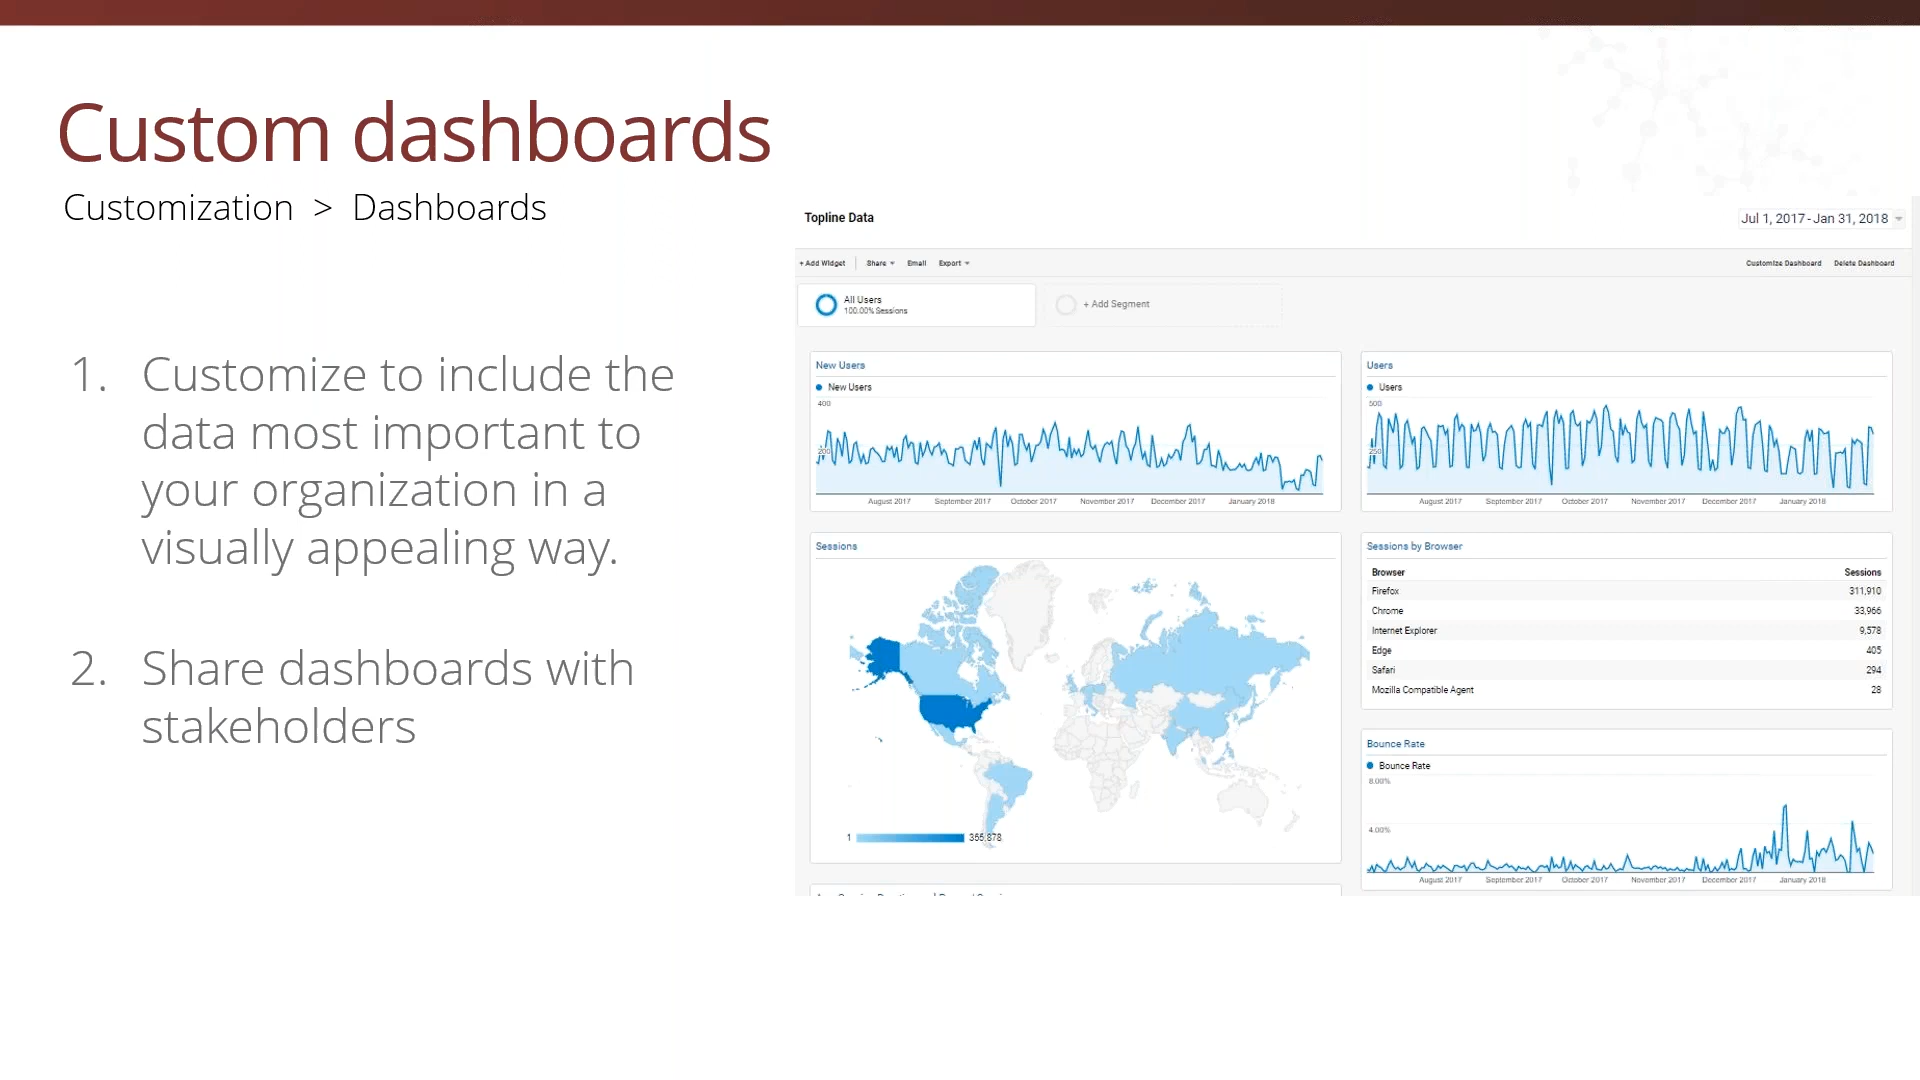 Custom dashboards
Customization > Dashboards
1. Customize to include the
data most important to
your organization in a
visually appealing way.
2. Share dashboards with
stakeholders
Topline Data
Jul 1, 2017 - Jan 31, 2018
+ Add Widget
Share
Email
Export
Customize Dashboard
Delete Dashboard
All Users
100.00% Sessions
+ Add Segment
New Users
New Users
400
200
August 2017
September 2017
October 2017
November 2017
December 2017
January 2018
Users
Users
500
250
August 2017
September 2017
October 2017
November 2017
December 2017
January 2018
Sessions
1
355,878
Sessions by Browser
Browser Sessions
Firefox 311,910
Chrome 33,966
Internet Explorer 9,578
Edge 405
Safari 294
Mozilla Compatible Agent 28
Bounce Rate
Bounce Rate
8.00%
4.00%
August 2017
September 2017
October 2017
November 2017
December 2017
January 2018